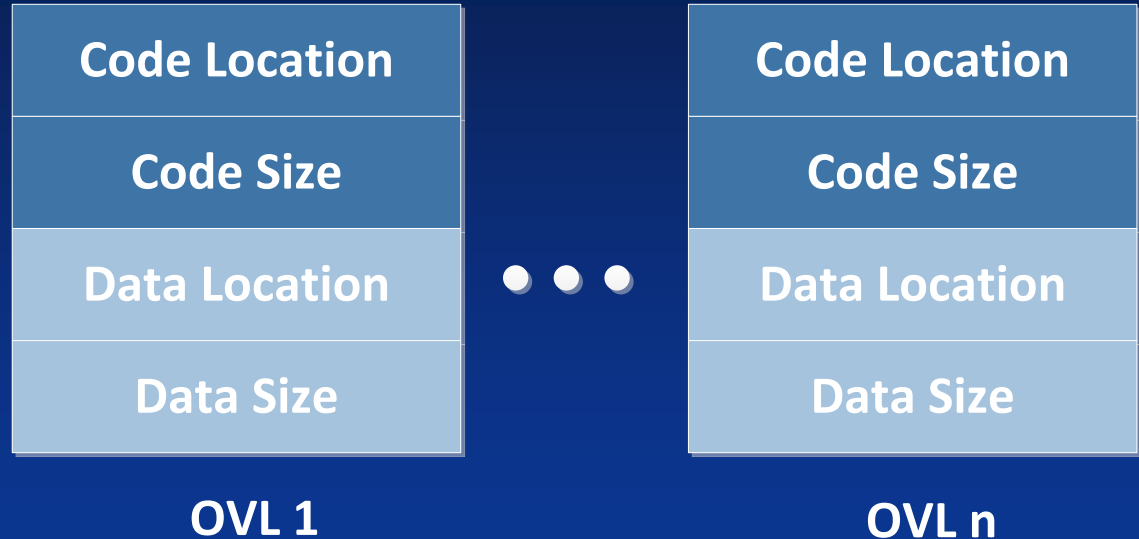 Code Location
Code Size
Data Location
Data Size
OVL 1
Code Location
Code Size
Data Location
Data Size
OVL n